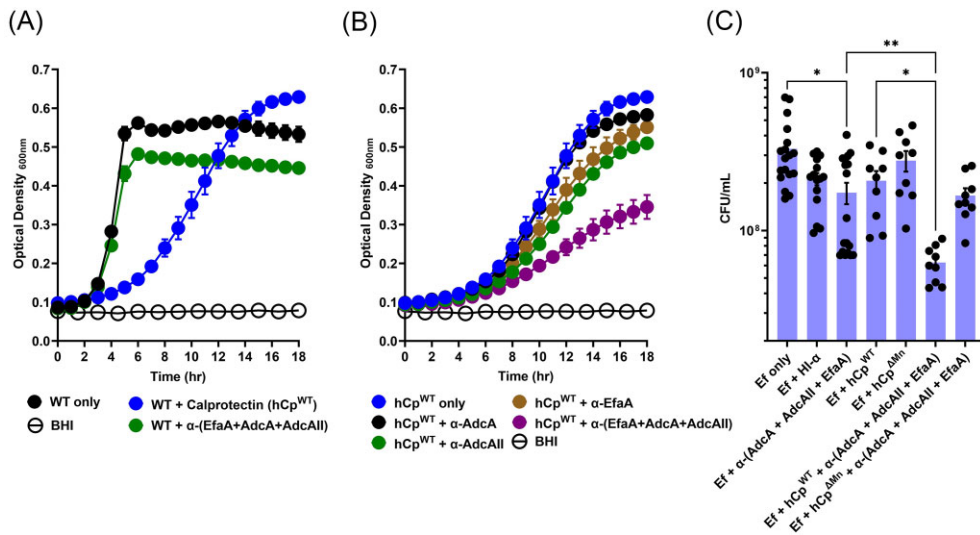 (A)
Optical Density 600nm
0.7
0.6
0.5
0.4
0.3
0.2
0.1
0.0
0 2 4 6 8 10 12 14 16 18
Time (hr)
WT only
WT + Calprotectin (hCpWT)
BHI
WT + α-(EfaA+AdcA+AdcAII)
(B)
Optical Density 600nm
0.7
0.6
0.5
0.4
0.3
0.2
0.1
0.0
0 2 4 6 8 10 12 14 16 18
Time (hr)
hCpWT only
hCpWT + α-EfaA
hCpWT + α-AdcA
hCpWT + α-(EfaA+AdcA+AdcAII)
hCpWT + α-AdcAII
BHI
(C)
**
* *
CFU/mL
10⁹
10⁸
Ef only
Ef + HI-α
Ef + α-(AdcA + AdcAII + EfaA)
Ef + hCpWT
Ef + hCpΔMn
Ef + hCpWT + α-(AdcA + AdcAII + EfaA)
Ef + hCpΔMn + α-(AdcA + AdcAII + EfaA)